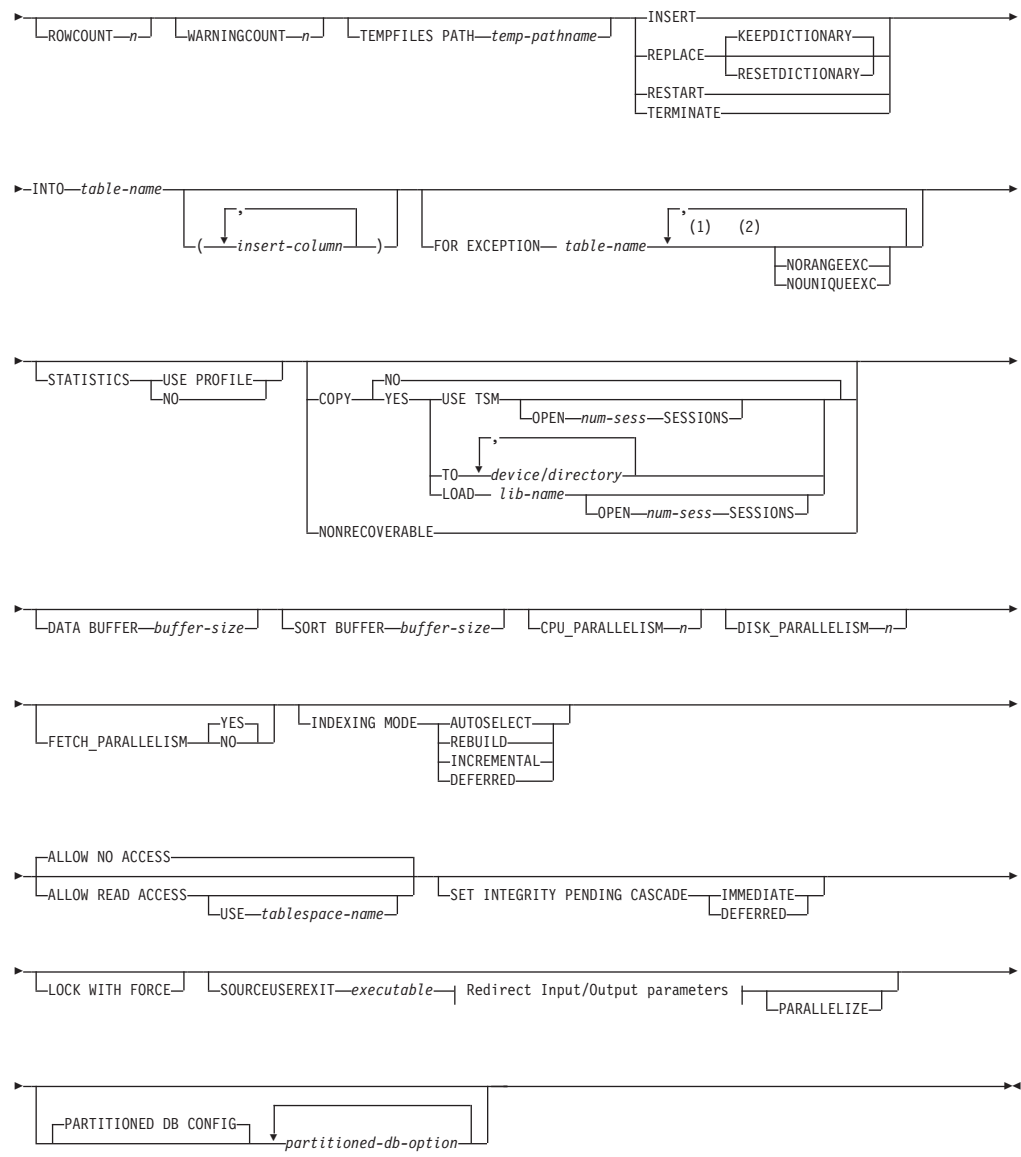 ROWCOUNT n WARNINGCOUNT n TEMPFILES PATH temp-pathname INSERT
KEEPDICTIONARY
REPLACE
RESETDICTIONARY
RESTART
TERMINATE
INTO table-name
, ,
( insert-column ) FOR EXCEPTION table-name (1) (2)
NORANGEEXC
NOUNIQUEEXC
STATISTICS USE PROFILE
NO
NO
COPY YES USE TSM
OPEN num-sess SESSIONS
,
TO device/directory
LOAD lib-name
OPEN num-sess SESSIONS
NONRECOVERABLE
DATA BUFFER buffer-size SORT BUFFER buffer-size CPU_PARALLELISM n DISK_PARALLELISM n
YES
FETCH_PARALLELISM NO
INDEXING MODE AUTOSELECT
REBUILD
INCREMENTAL
DEFERRED
ALLOW NO ACCESS
ALLOW READ ACCESS
USE tablespace-name
SET INTEGRITY PENDING CASCADE IMMEDIATE
DEFERRED
LOCK WITH FORCE SOURCEUSEREXIT executable Redirect Input/Output parameters
PARALLELIZE
PARTITIONED DB CONFIG
partitioned-db-option